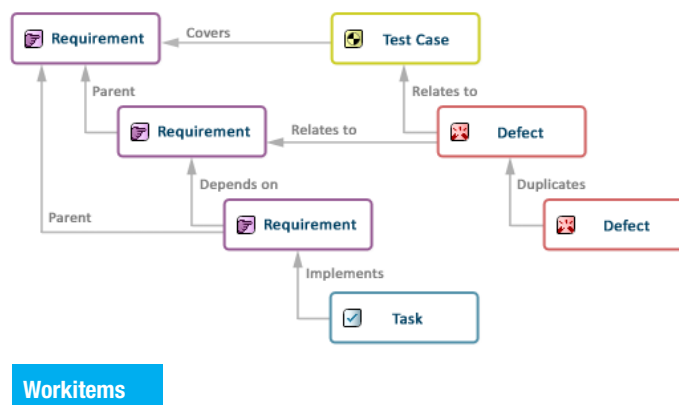 Requirement
Covers
Test Case
Parent
Relates to
Requirement
Relates to
Defect
Depends on
Duplicates
Parent
Requirement
Defect
Implements
Task
Workitems